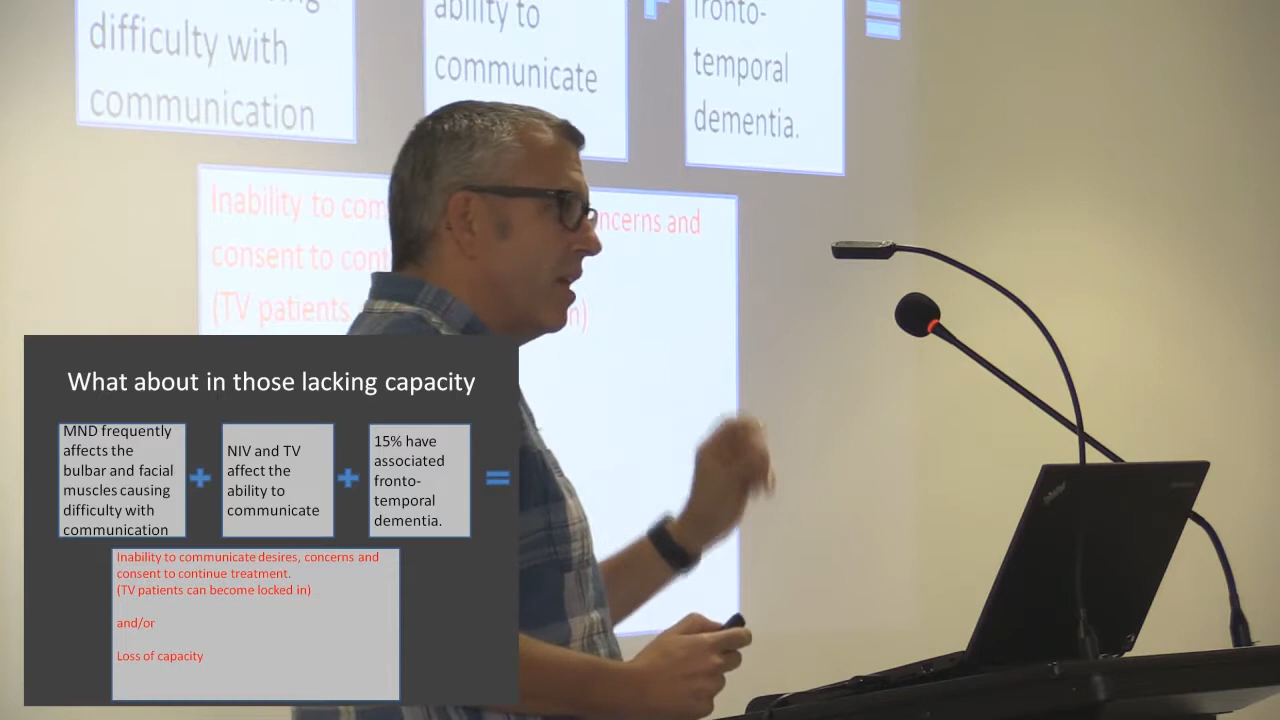 difficulty with
communication
ability to
communicate
fronto-
temporal
dementia.
Inability to com
ncerns and
consent to cont
(TV patients
in)
What about in those lacking capacity
MND frequently
affects the
bulbar and facial
muscles causing
difficulty with
communication
NIV and TV
affect the
ability to
communicate
15% have
associated
fronto-
temporal
dementia.
Inability to communicate desires, concerns and
consent to continue treatment.
(TV patients can become locked in)
and/or
Loss of capacity